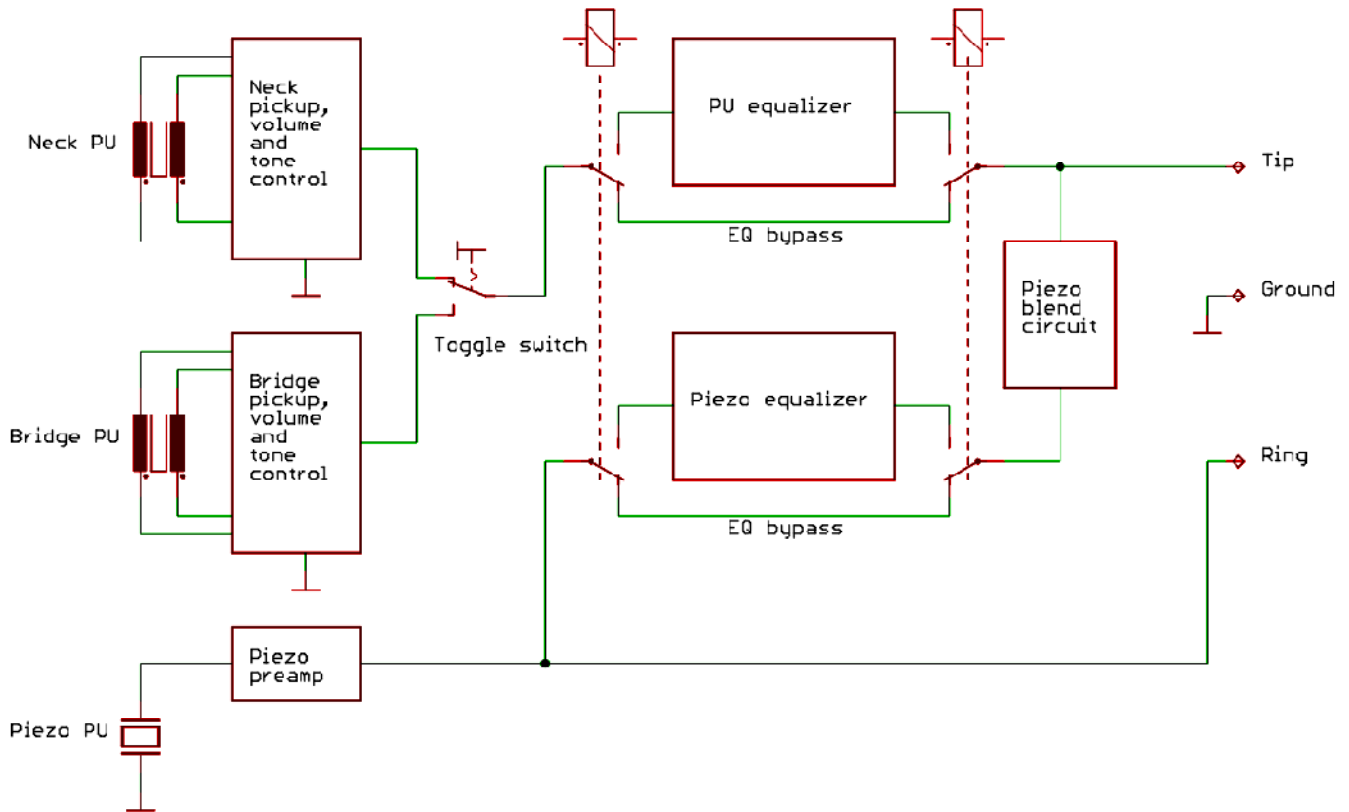 Neck PU
Neck
pickup,
volume
and
tone
control
PU equalizer
EQ bypass
Tip
Ground
Piezo
blend
circuit
Toggle switch
Bridge PU
Bridge
pickup,
volume
and
tone
control
Piezo equalizer
EQ bypass
Ring
Piezo
preamp
Piezo PU